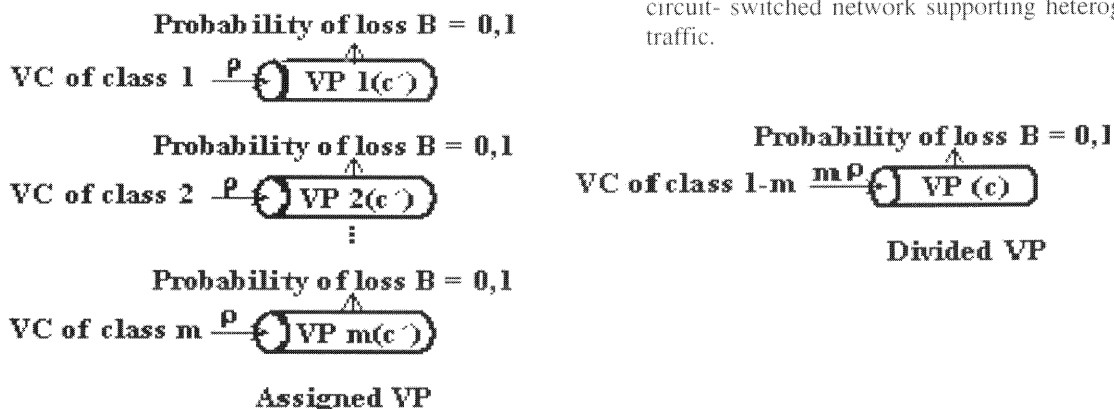 Probability of loss B = 0,1
VC of class 1 ρ VP 1(c´)
Probability of loss B = 0,1
VC of class 2 ρ VP 2(c´)
⋮
Probability of loss B = 0,1
VC of class m ρ VP m(c´)
Assigned VP
circuit- switched network supporting
traffic.
Probability of loss B = 0,1
VC of class 1-m m ρ VP (c)
Divided VP